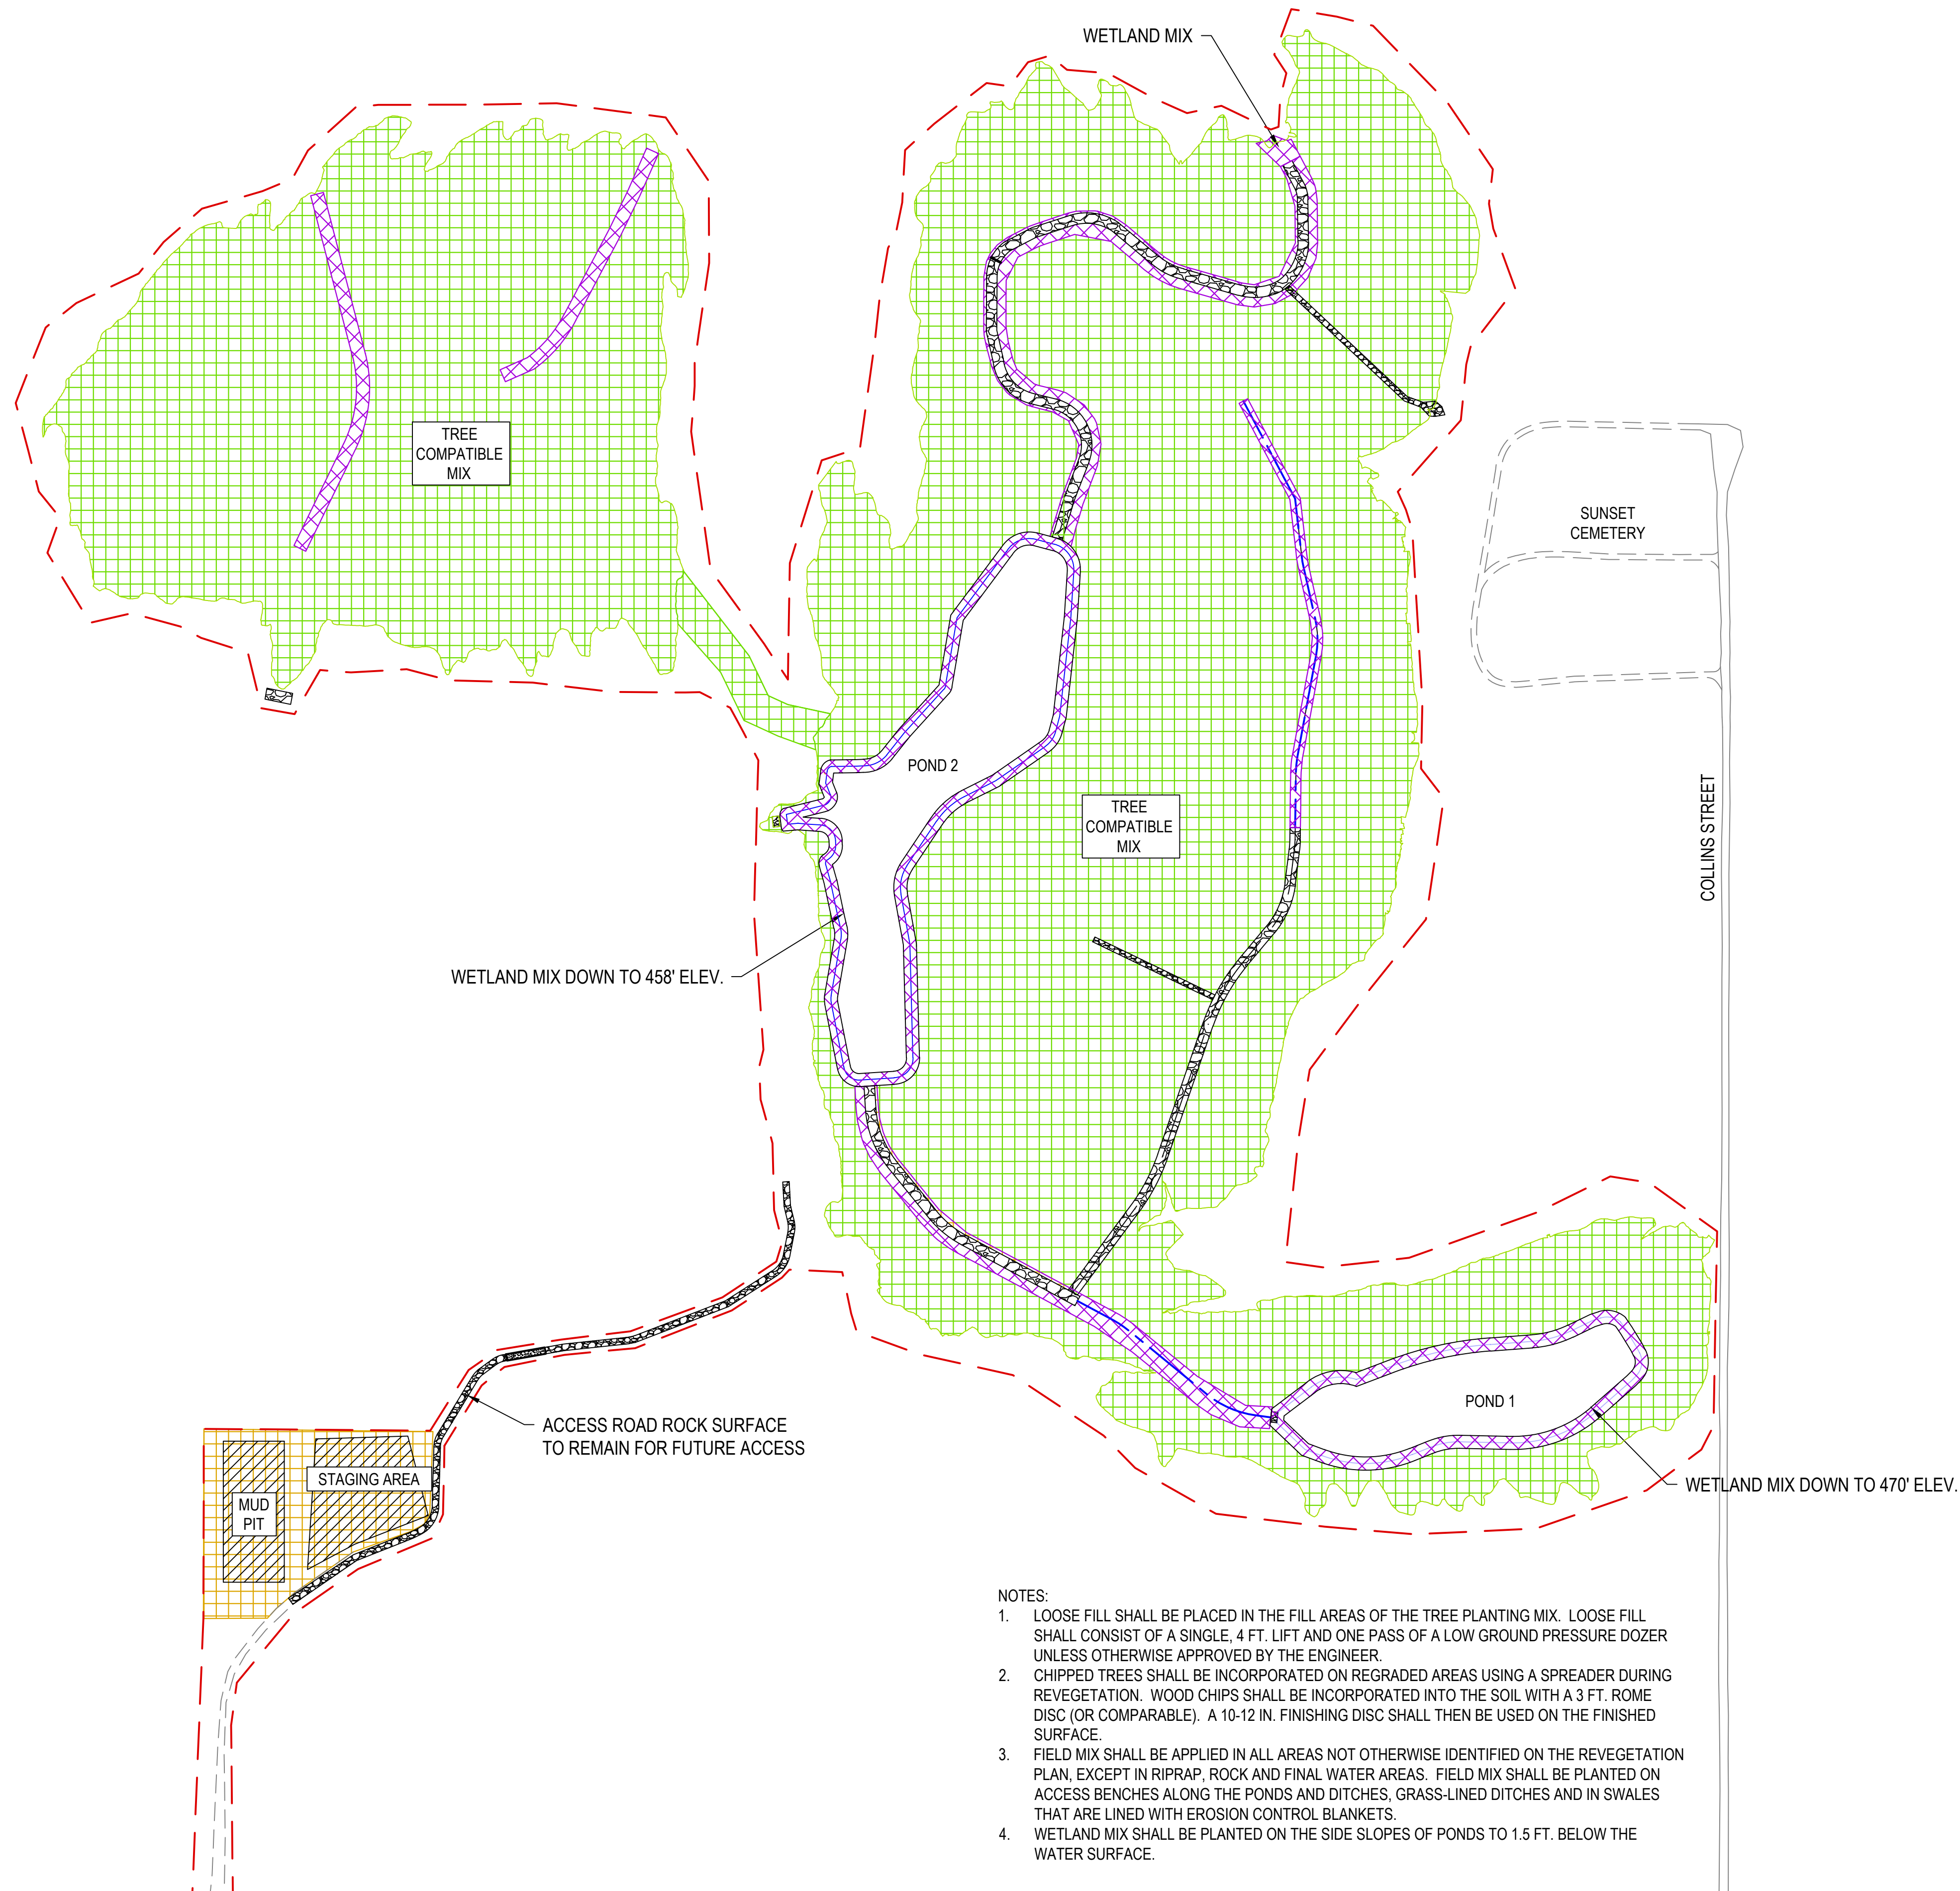 WETLAND MIX
TREE
COMPATIBLE
MIX
SUNSET
CEMETERY
POND 2
TREE
COMPATIBLE
MIX
COLLINS STREET
WETLAND MIX DOWN TO 458' ELEV.
POND 1
ACCESS ROAD ROCK SURFACE
TO REMAIN FOR FUTURE ACCESS
STAGING AREA
MUD
PIT
WETLAND MIX DOWN TO 470' ELEV.
NOTES:
1. LOOSE FILL SHALL BE PLACED IN THE FILL AREAS OF THE TREE PLANTING MIX. LOOSE FILL
SHALL CONSIST OF A SINGLE, 4 FT. LIFT AND ONE PASS OF A LOW GROUND PRESSURE DOZER
UNLESS OTHERWISE APPROVED BY THE ENGINEER.
2. CHIPPED TREES SHALL BE INCORPORATED ON REGRADED AREAS USING A SPREADER DURING
REVEGETATION. WOOD CHIPS SHALL BE INCORPORATED INTO THE SOIL WITH A 3 FT. ROME
DISC (OR COMPARABLE). A 10-12 IN. FINISHING DISC SHALL THEN BE USED ON THE FINISHED
SURFACE.
3. FIELD MIX SHALL BE APPLIED IN ALL AREAS NOT OTHERWISE IDENTIFIED ON THE REVEGETATION
PLAN, EXCEPT IN RIPRAP, ROCK AND FINAL WATER AREAS. FIELD MIX SHALL BE PLANTED ON
ACCESS BENCHES ALONG THE PONDS AND DITCHES, GRASS-LINED DITCHES AND IN SWALES
THAT ARE LINED WITH EROSION CONTROL BLANKETS.
4. WETLAND MIX SHALL BE PLANTED ON THE SIDE SLOPES OF PONDS TO 1.5 FT. BELOW THE
WATER SURFACE.